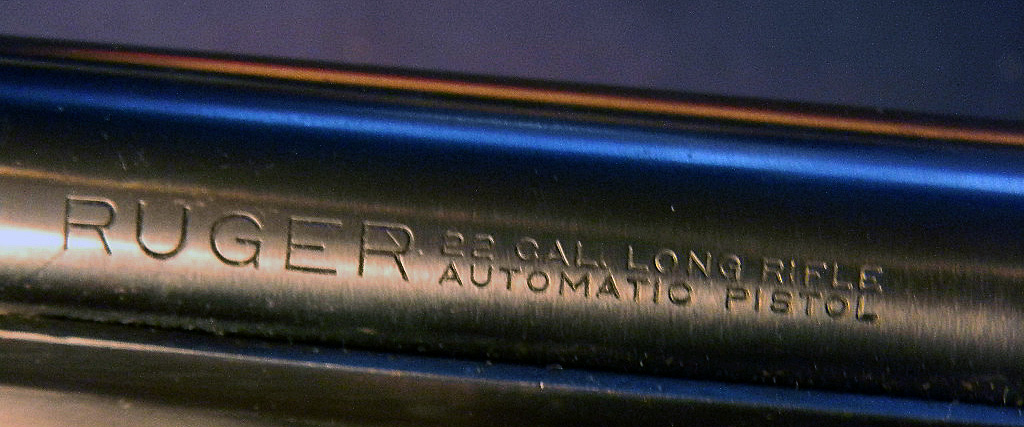 RUGER
22 CAL. LONG RIFLE
AUTOMATIC PISTOL